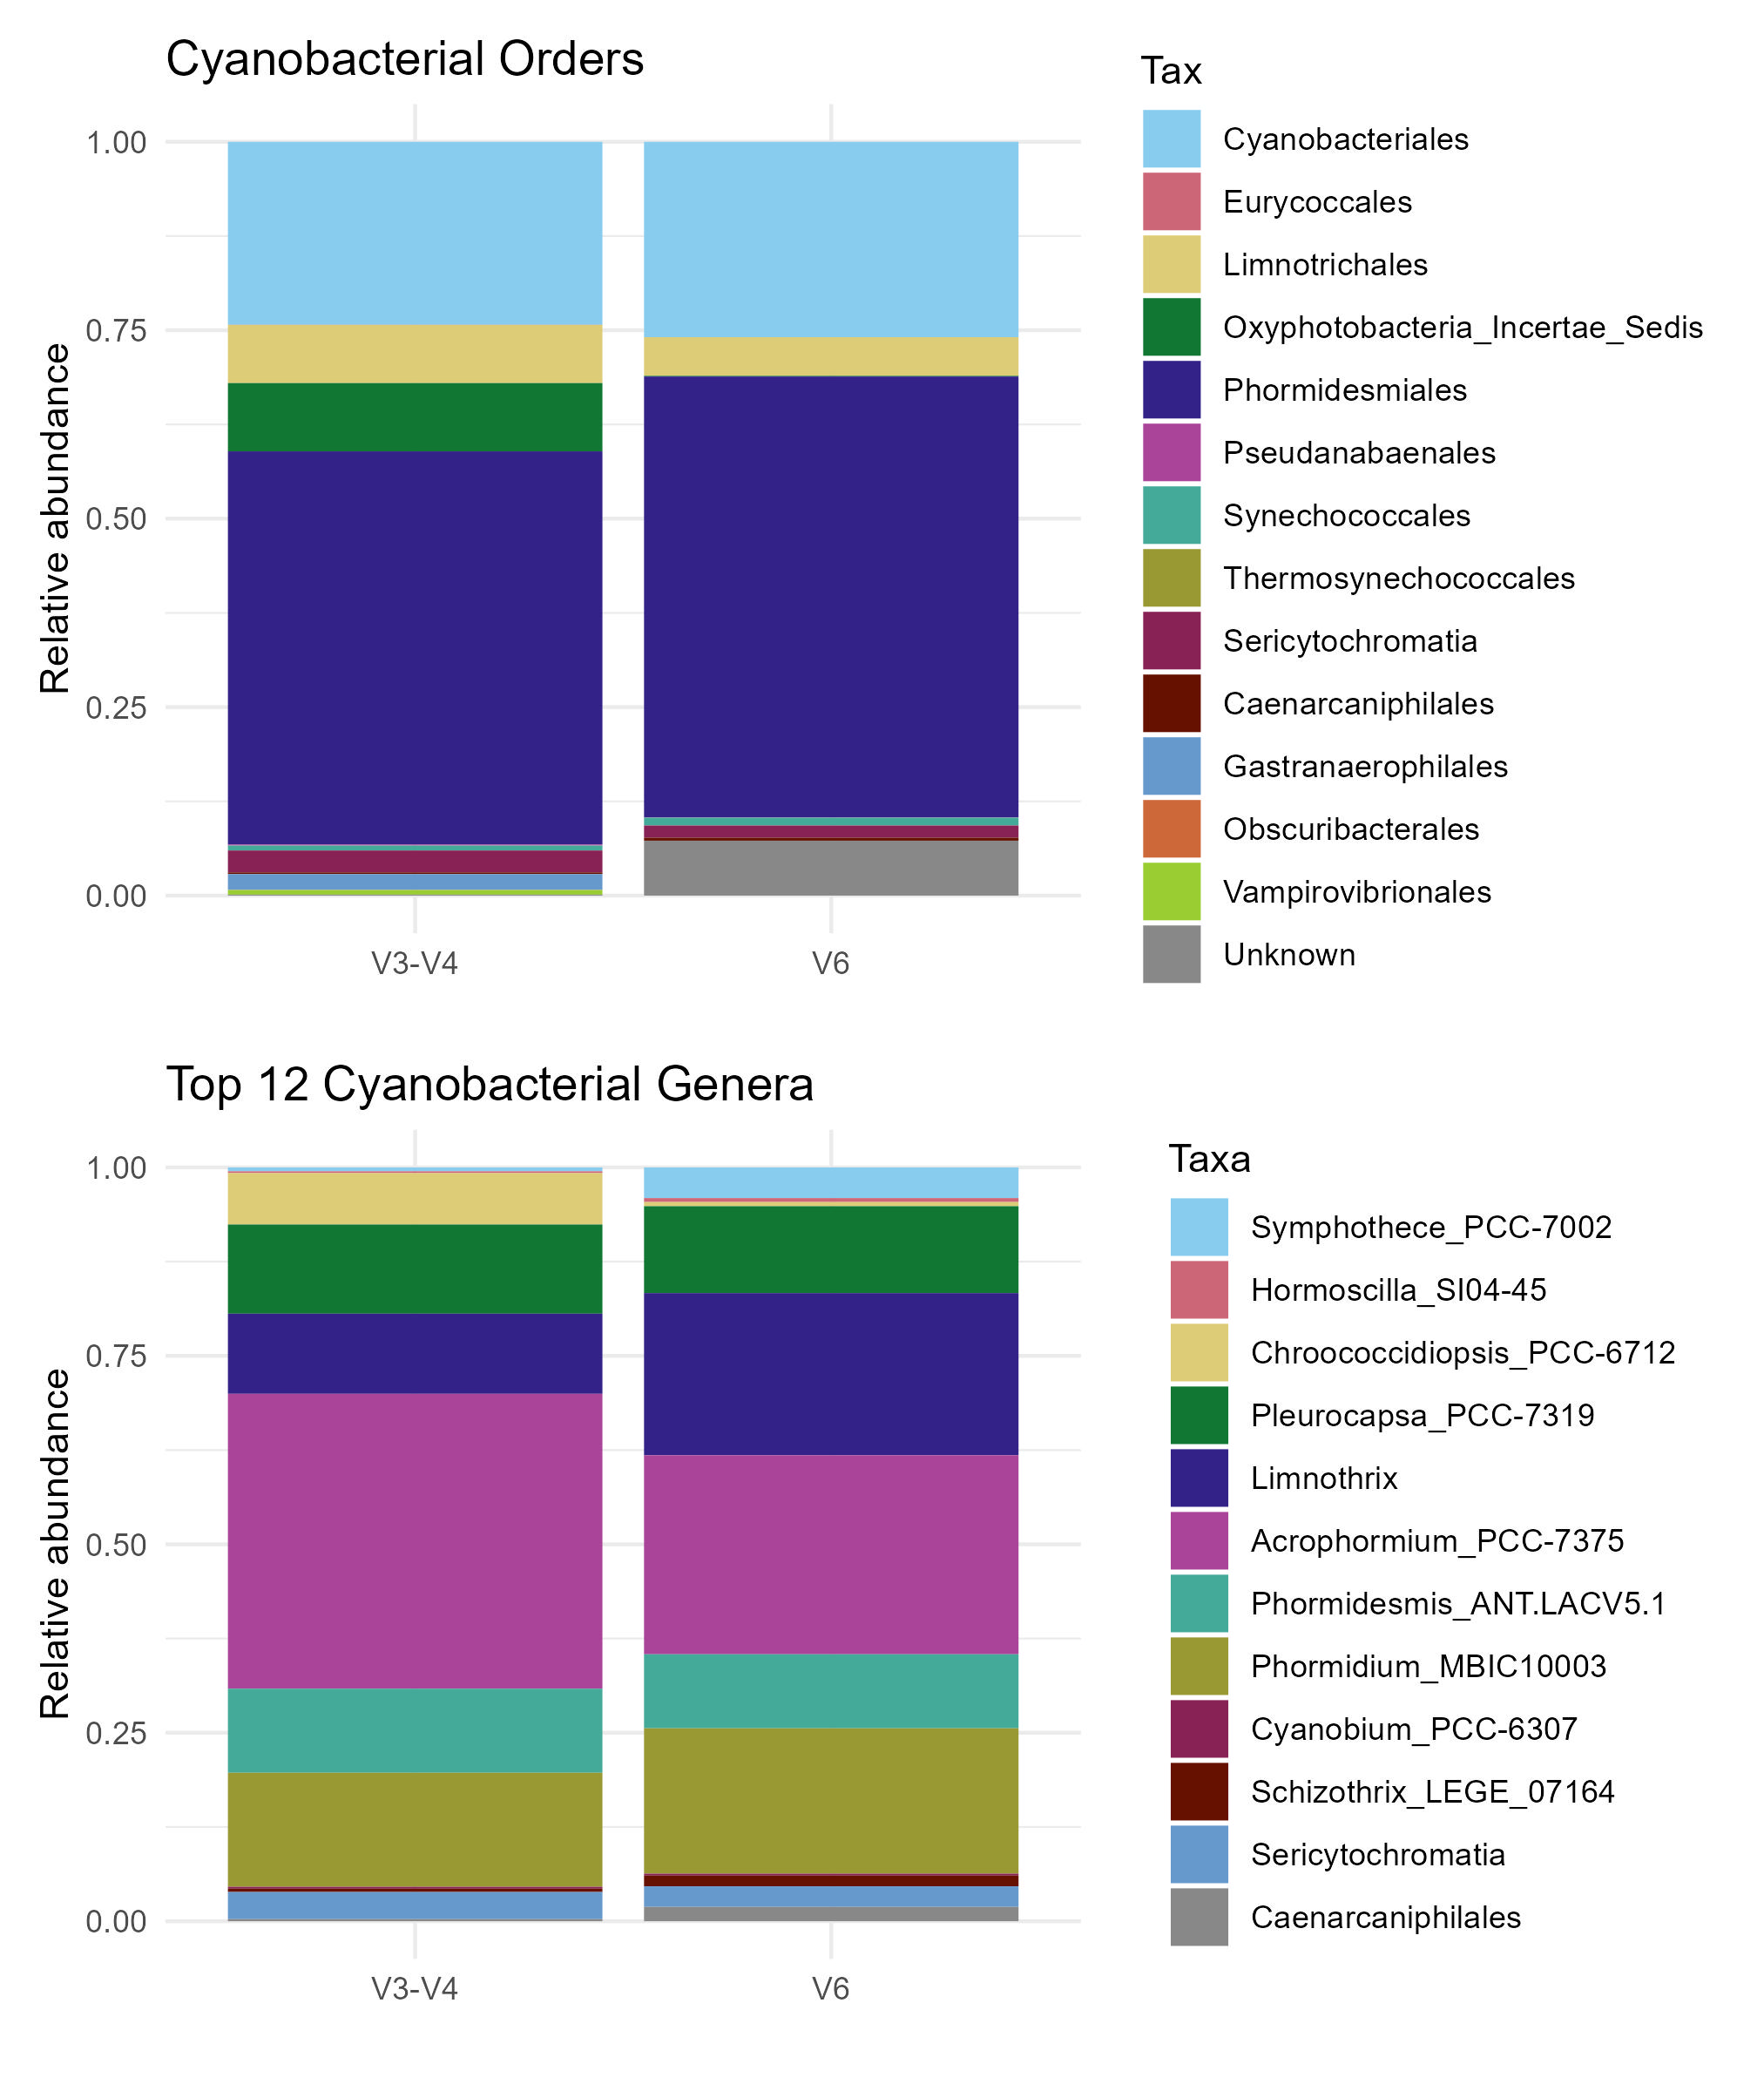 Cyanobacterial Orders
Relative abundance
1.00
0.75
0.50
0.25
0.00
V3-V4
V6
Tax
Cyanobacteriales
Eurycoccales
Limnotrichales
Oxyphotobacteria_Incertae_Sedis
Phormidesmiales
Pseudanabaenales
Synechococcales
Thermosynechococcales
Sericytochromatia
Caenarcaniphilales
Gastranaerophilales
Obscuribacterales
Vampirovibrionales
Unknown
Top 12 Cyanobacterial Genera
Relative abundance
1.00
0.75
0.50
0.25
0.00
V3-V4
V6
Taxa
Symphothece_PCC-7002
Hormoscilla_SI04-45
Chroococcidiopsis_PCC-6712
Pleurocapsa_PCC-7319
Limnothrix
Acrophormium_PCC-7375
Phormidesmis_ANT.LACV5.1
Phormidium_MBIC10003
Cyanobium_PCC-6307
Schizothrix_LEGE_07164
Sericytochromatia
Caenarcaniphilales